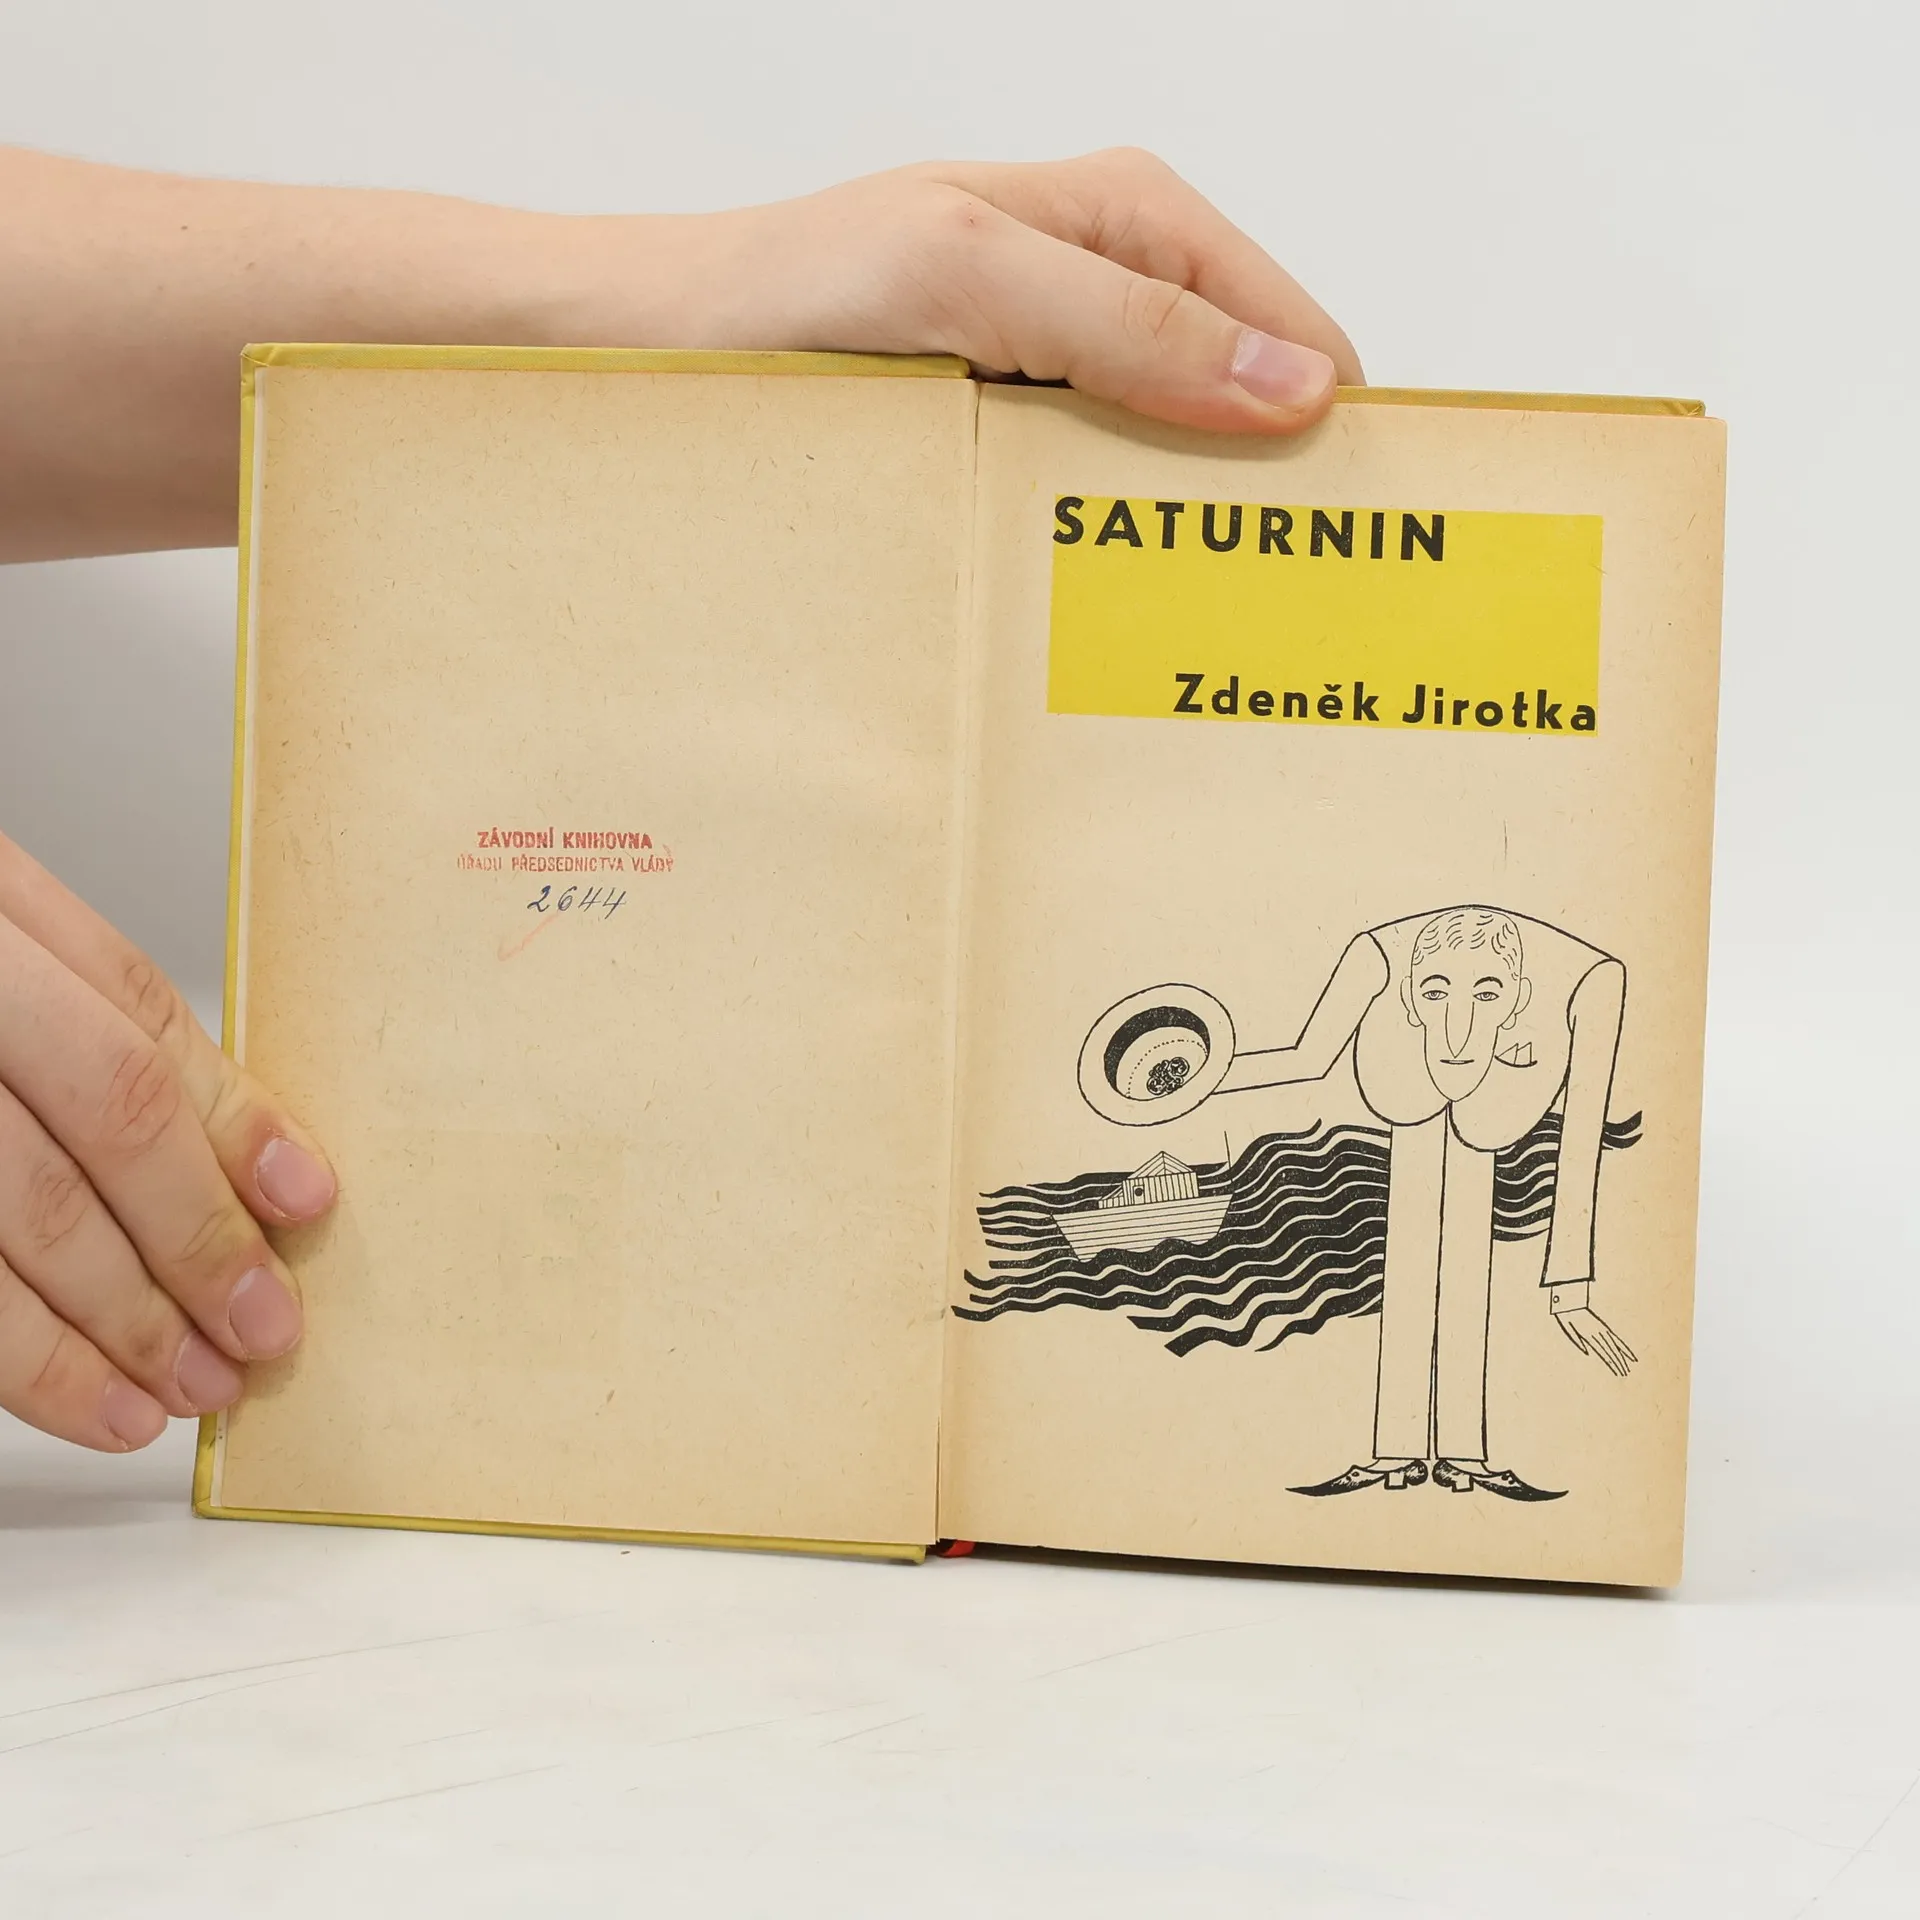 ZÁVODNÍ KNIHOVNA
ÚŘADU PŘEDSEDNICTVA VLÁDY
2644
SATURNIN
Zdeněk Jirotka